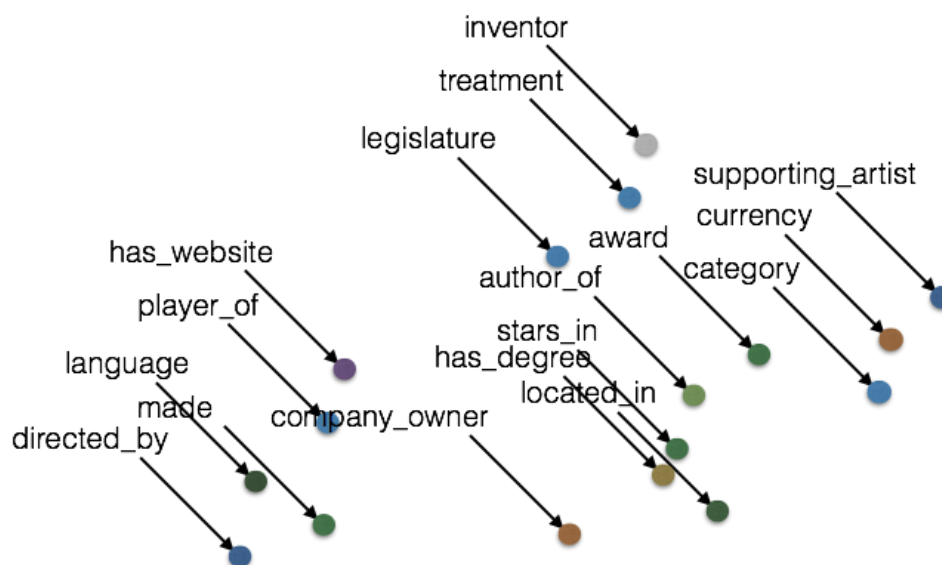 inventor
treatment
legislature
supporting_artist
currency
award
has_website
category
author_of
player_of
stars_in
has_degree
language
located_in
made
company_owner
directed_by